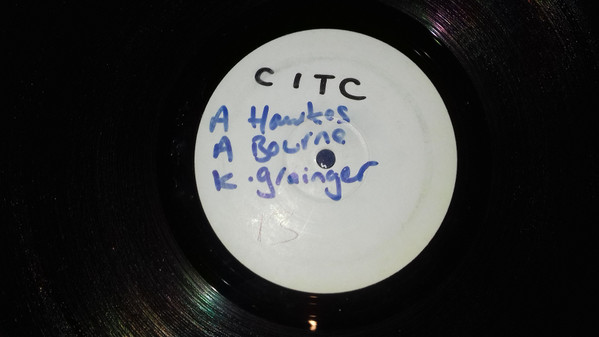 CITC
A Hawkes
A Bourne
K. grainger